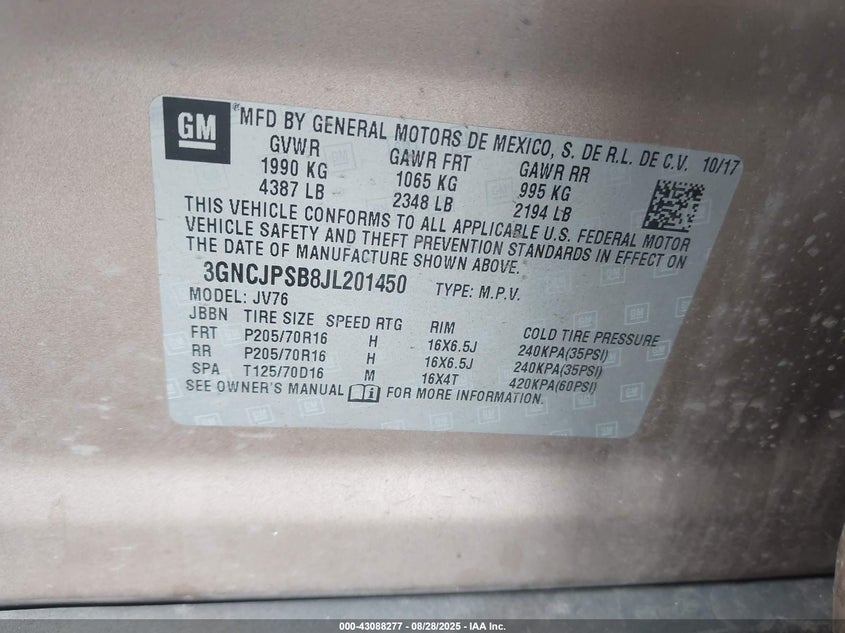 GM ® MFD BY GENERAL MOTORS DE MEXICO, S. DE R.L. DE C.V. 10/17
GVWR GAWR FRT GAWR RR
1990 KG 1065 KG 995 KG
4387 LB 2348 LB 2194 LB
THIS VEHICLE CONFORMS TO ALL APPLICABLE U.S. FEDERAL MOTOR
VEHICLE SAFETY AND THEFT PREVENTION STANDARDS IN EFFECT ON
THE DATE OF MANUFACTURE SHOWN ABOVE.
3GNCJPSB8JL201450 TYPE: M.P.V.
MODEL: JV76
JBBN TIRE SIZE SPEED RTG RIM COLD TIRE PRESSURE
FRT P205/70R16 H 16X6.5J 240KPA(35PSI)
RR P205/70R16 H 16X6.5J 240KPA(35PSI)
SPA T125/70D16 M 16X4T 420KPA(60PSI)
SEE OWNER'S MANUAL i FOR MORE INFORMATION.
000-43088277 - 08/28/2025 - IAA Inc.